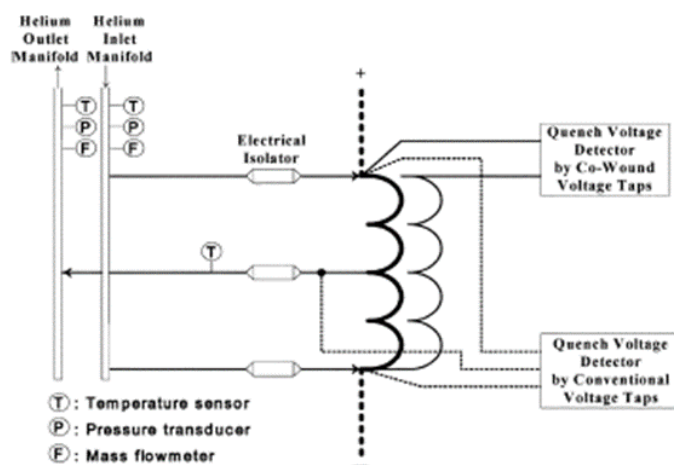 Helium
Outlet
Manifold
Helium
Inlet
Manifold
T
P
F
T
P
F
Electrical
Isolator
+
Quench Voltage
Detector
by Co-Wound
Voltage Taps
T
Quench Voltage
Detector
by Conventional
Voltage Taps
T : Temperature sensor
P : Pressure transducer
F : Mass flowmeter